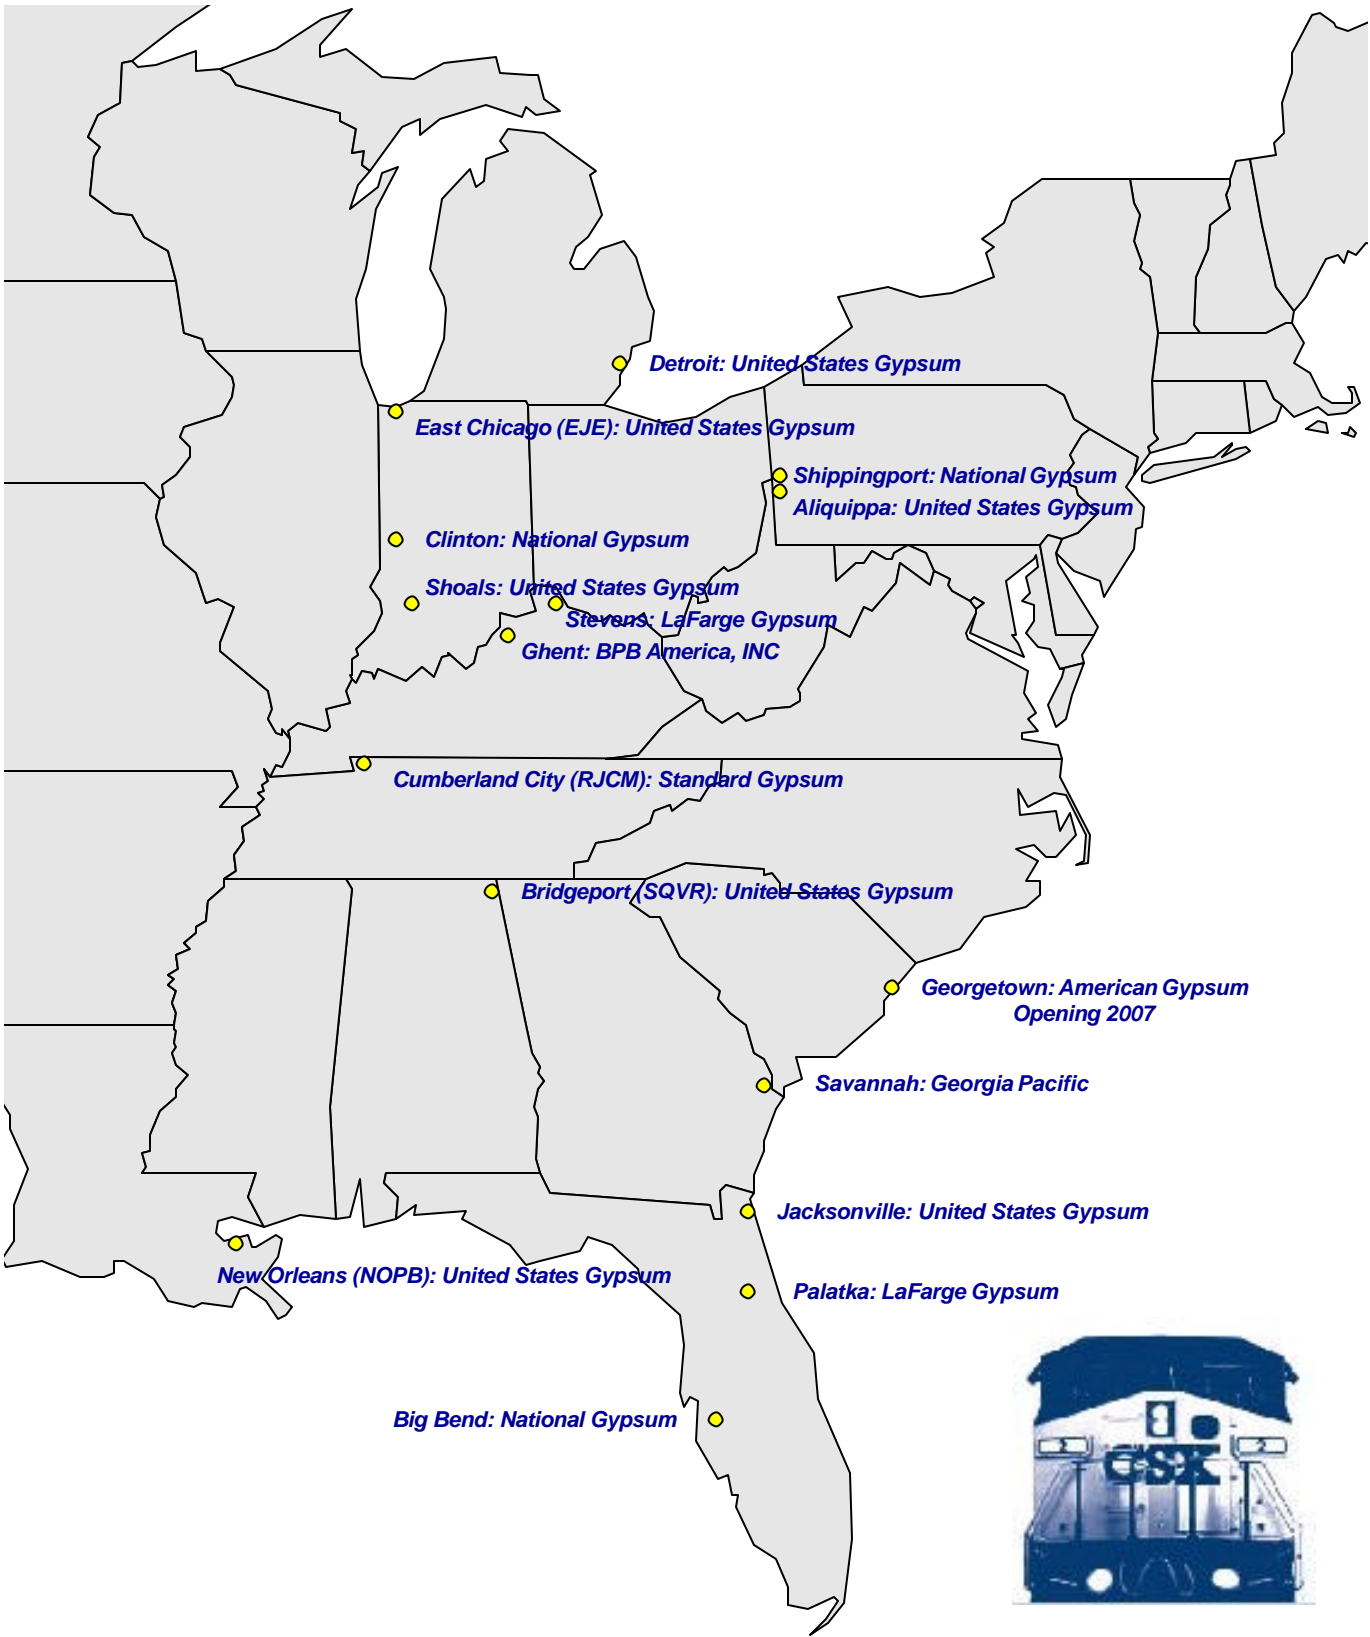 Detroit: United States Gypsum
East Chicago (EJE): United States Gypsum
Shippingport: National Gypsum
Aliquippa: United States Gypsum
Clinton: National Gypsum
Shoals: United States Gypsum
Stevens: LaFarge Gypsum
Ghent: BPB America, INC
Cumberland City (RJCM): Standard Gypsum
Bridgeport (SQVR): United States Gypsum
Georgetown: American Gypsum
Opening 2007
Savannah: Georgia Pacific
Jacksonville: United States Gypsum
New Orleans (NOPB): United States Gypsum
Palatka: LaFarge Gypsum
Big Bend: National Gypsum
CSX